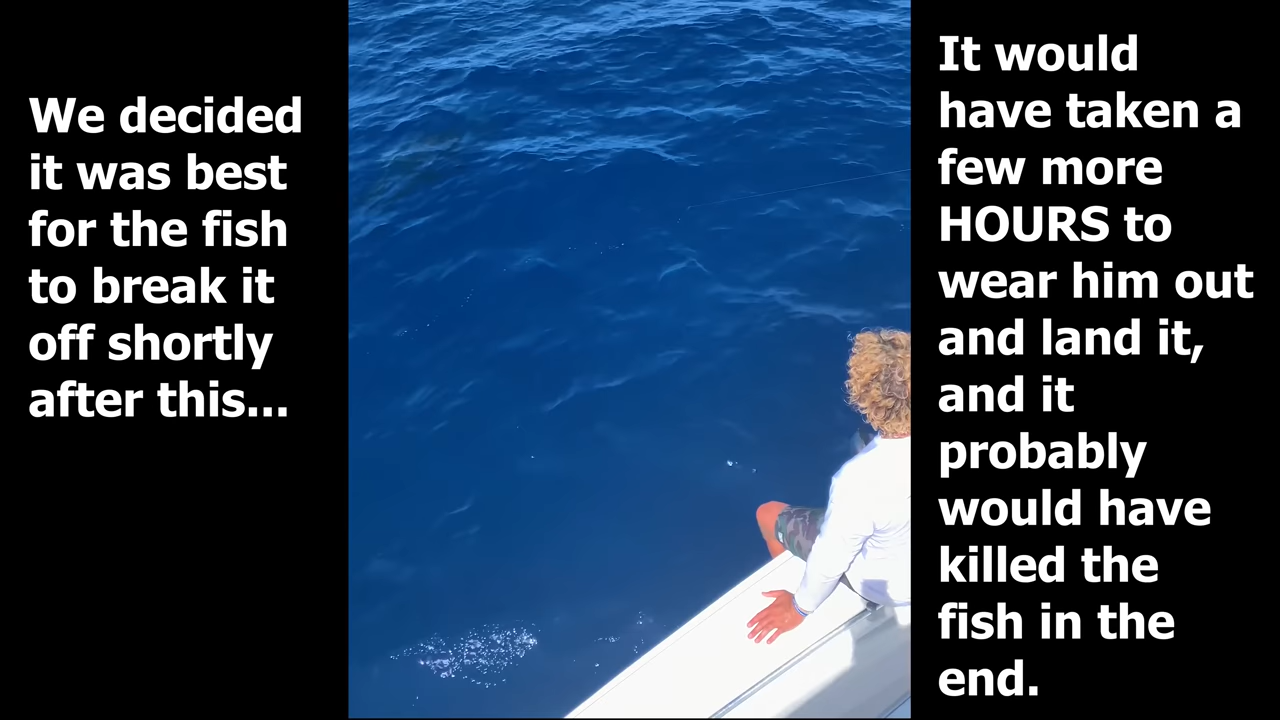 We decided
it was best
for the fish
to break it
off shortly
after this...
It would
have taken a
few more
HOURS to
wear him out
and land it,
and it
probably
would have
killed the
fish in the
end.